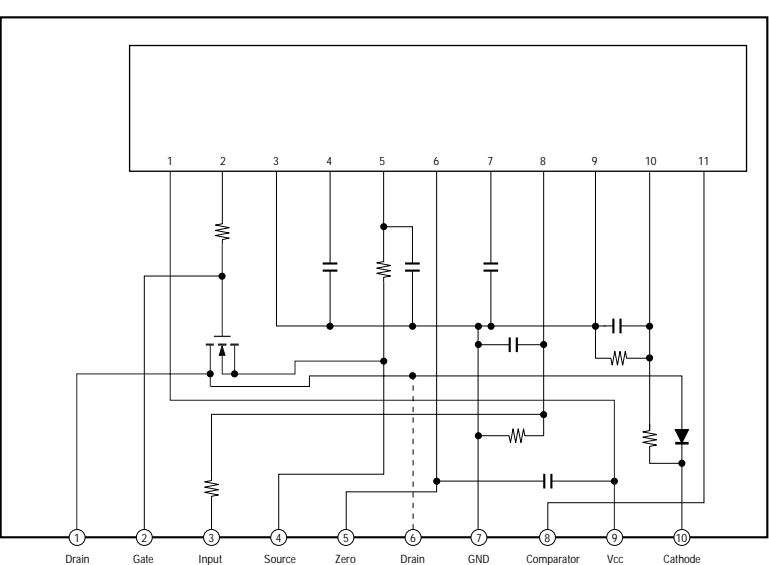 1 2 3 4 5 6 7 8 9 10 11
1 2 3 4 5 6 7 8 9 10
Drain Gate Input Source Zero Drain GND Comparator Vcc Cathode